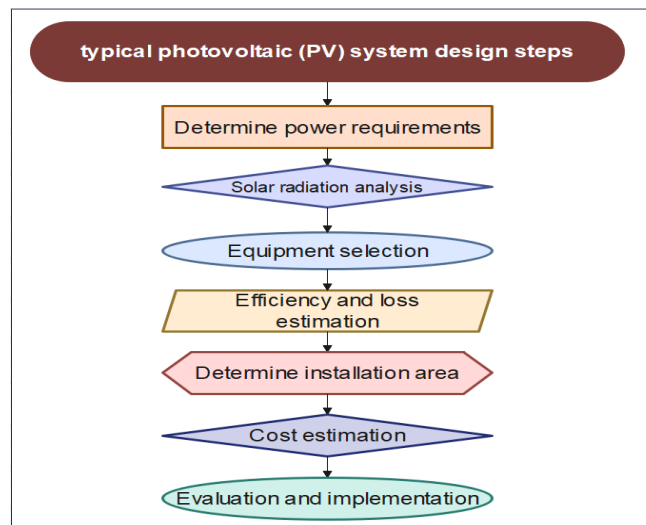 typical photovoltaic (PV) system design steps
Determine power requirements
Solar radiation analysis
Equipment selection
Efficiency and loss
estimation
Determine installation area
Cost estimation
Evaluation and implementation